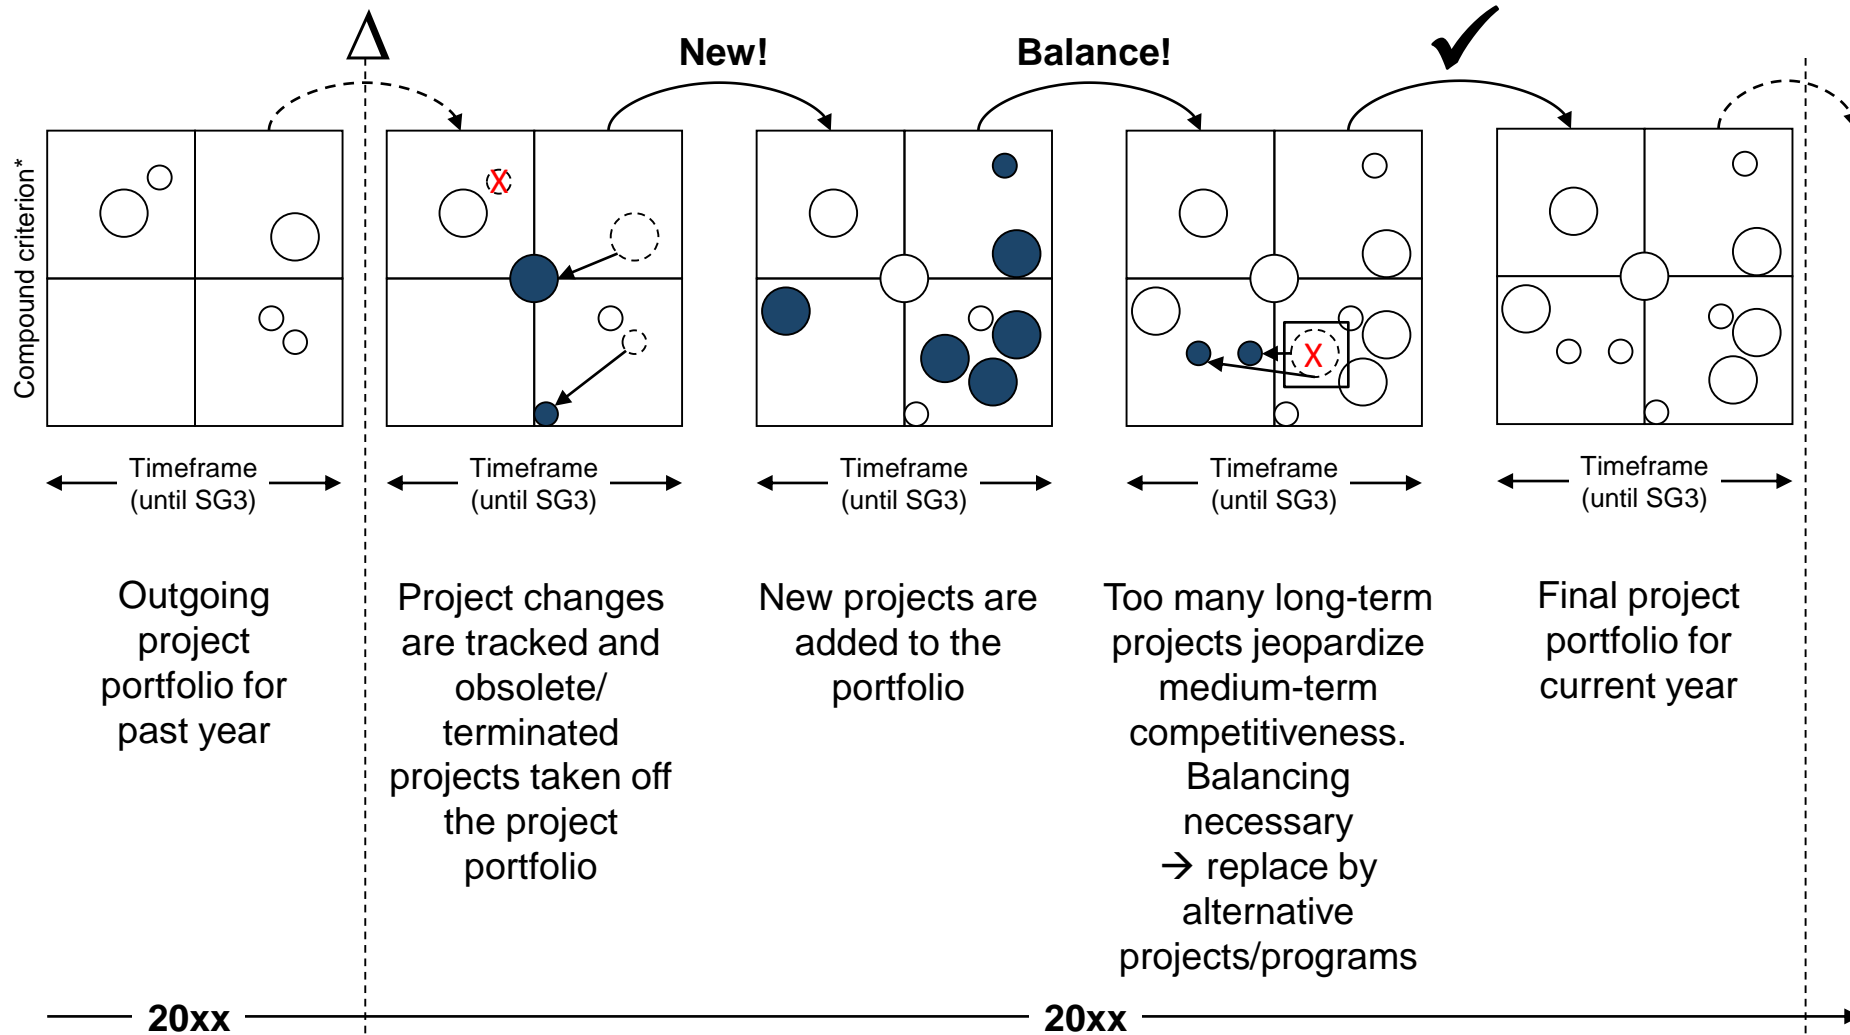 Δ
New!
Balance!
✓
Compound criterion*
X
X
Timeframe
(until SG3)
Timeframe
(until SG3)
Timeframe
(until SG3)
Timeframe
(until SG3)
Timeframe
(until SG3)
Outgoing
project
portfolio for
past year
Project changes
are tracked and
obsolete/
terminated
projects taken off
the project
portfolio
New projects are
added to the
portfolio
Too many long-term
projects jeopardize
medium-term
competitiveness.
Balancing
necessary
→ replace by
alternative
projects/programs
Final project
portfolio for
current year
20xx
20xx